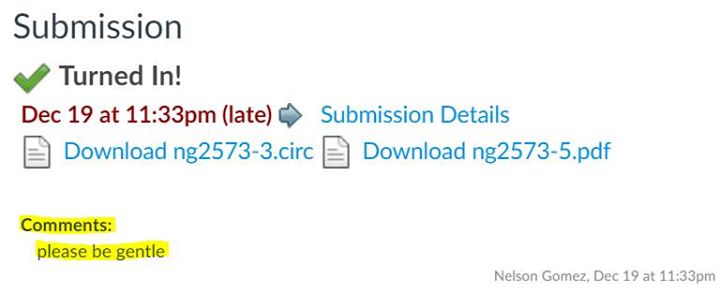 Submission
Turned In!
Dec 19 at 11:33pm (late) Submission Details
Download ng2573-3.circ Download ng2573-5.pdf
Comments:
please be gentle
Nelson Gomez, Dec 19 at 11:33pm